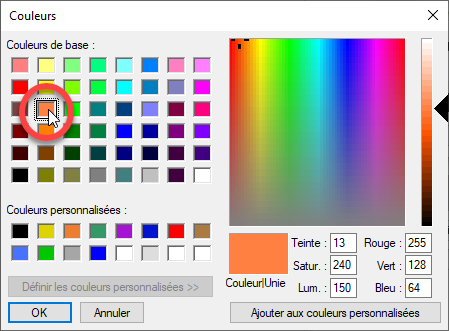 Couleurs
Couleurs de base :
Couleurs personnalisées :
Définir les couleurs personnalisées >>
OK
Annuler
Couleur|Unie
Teinte : 13
Satur. : 240
Lum. : 150
Rouge : 255
Vert : 128
Bleu : 64
Ajouter aux couleurs personnalisées